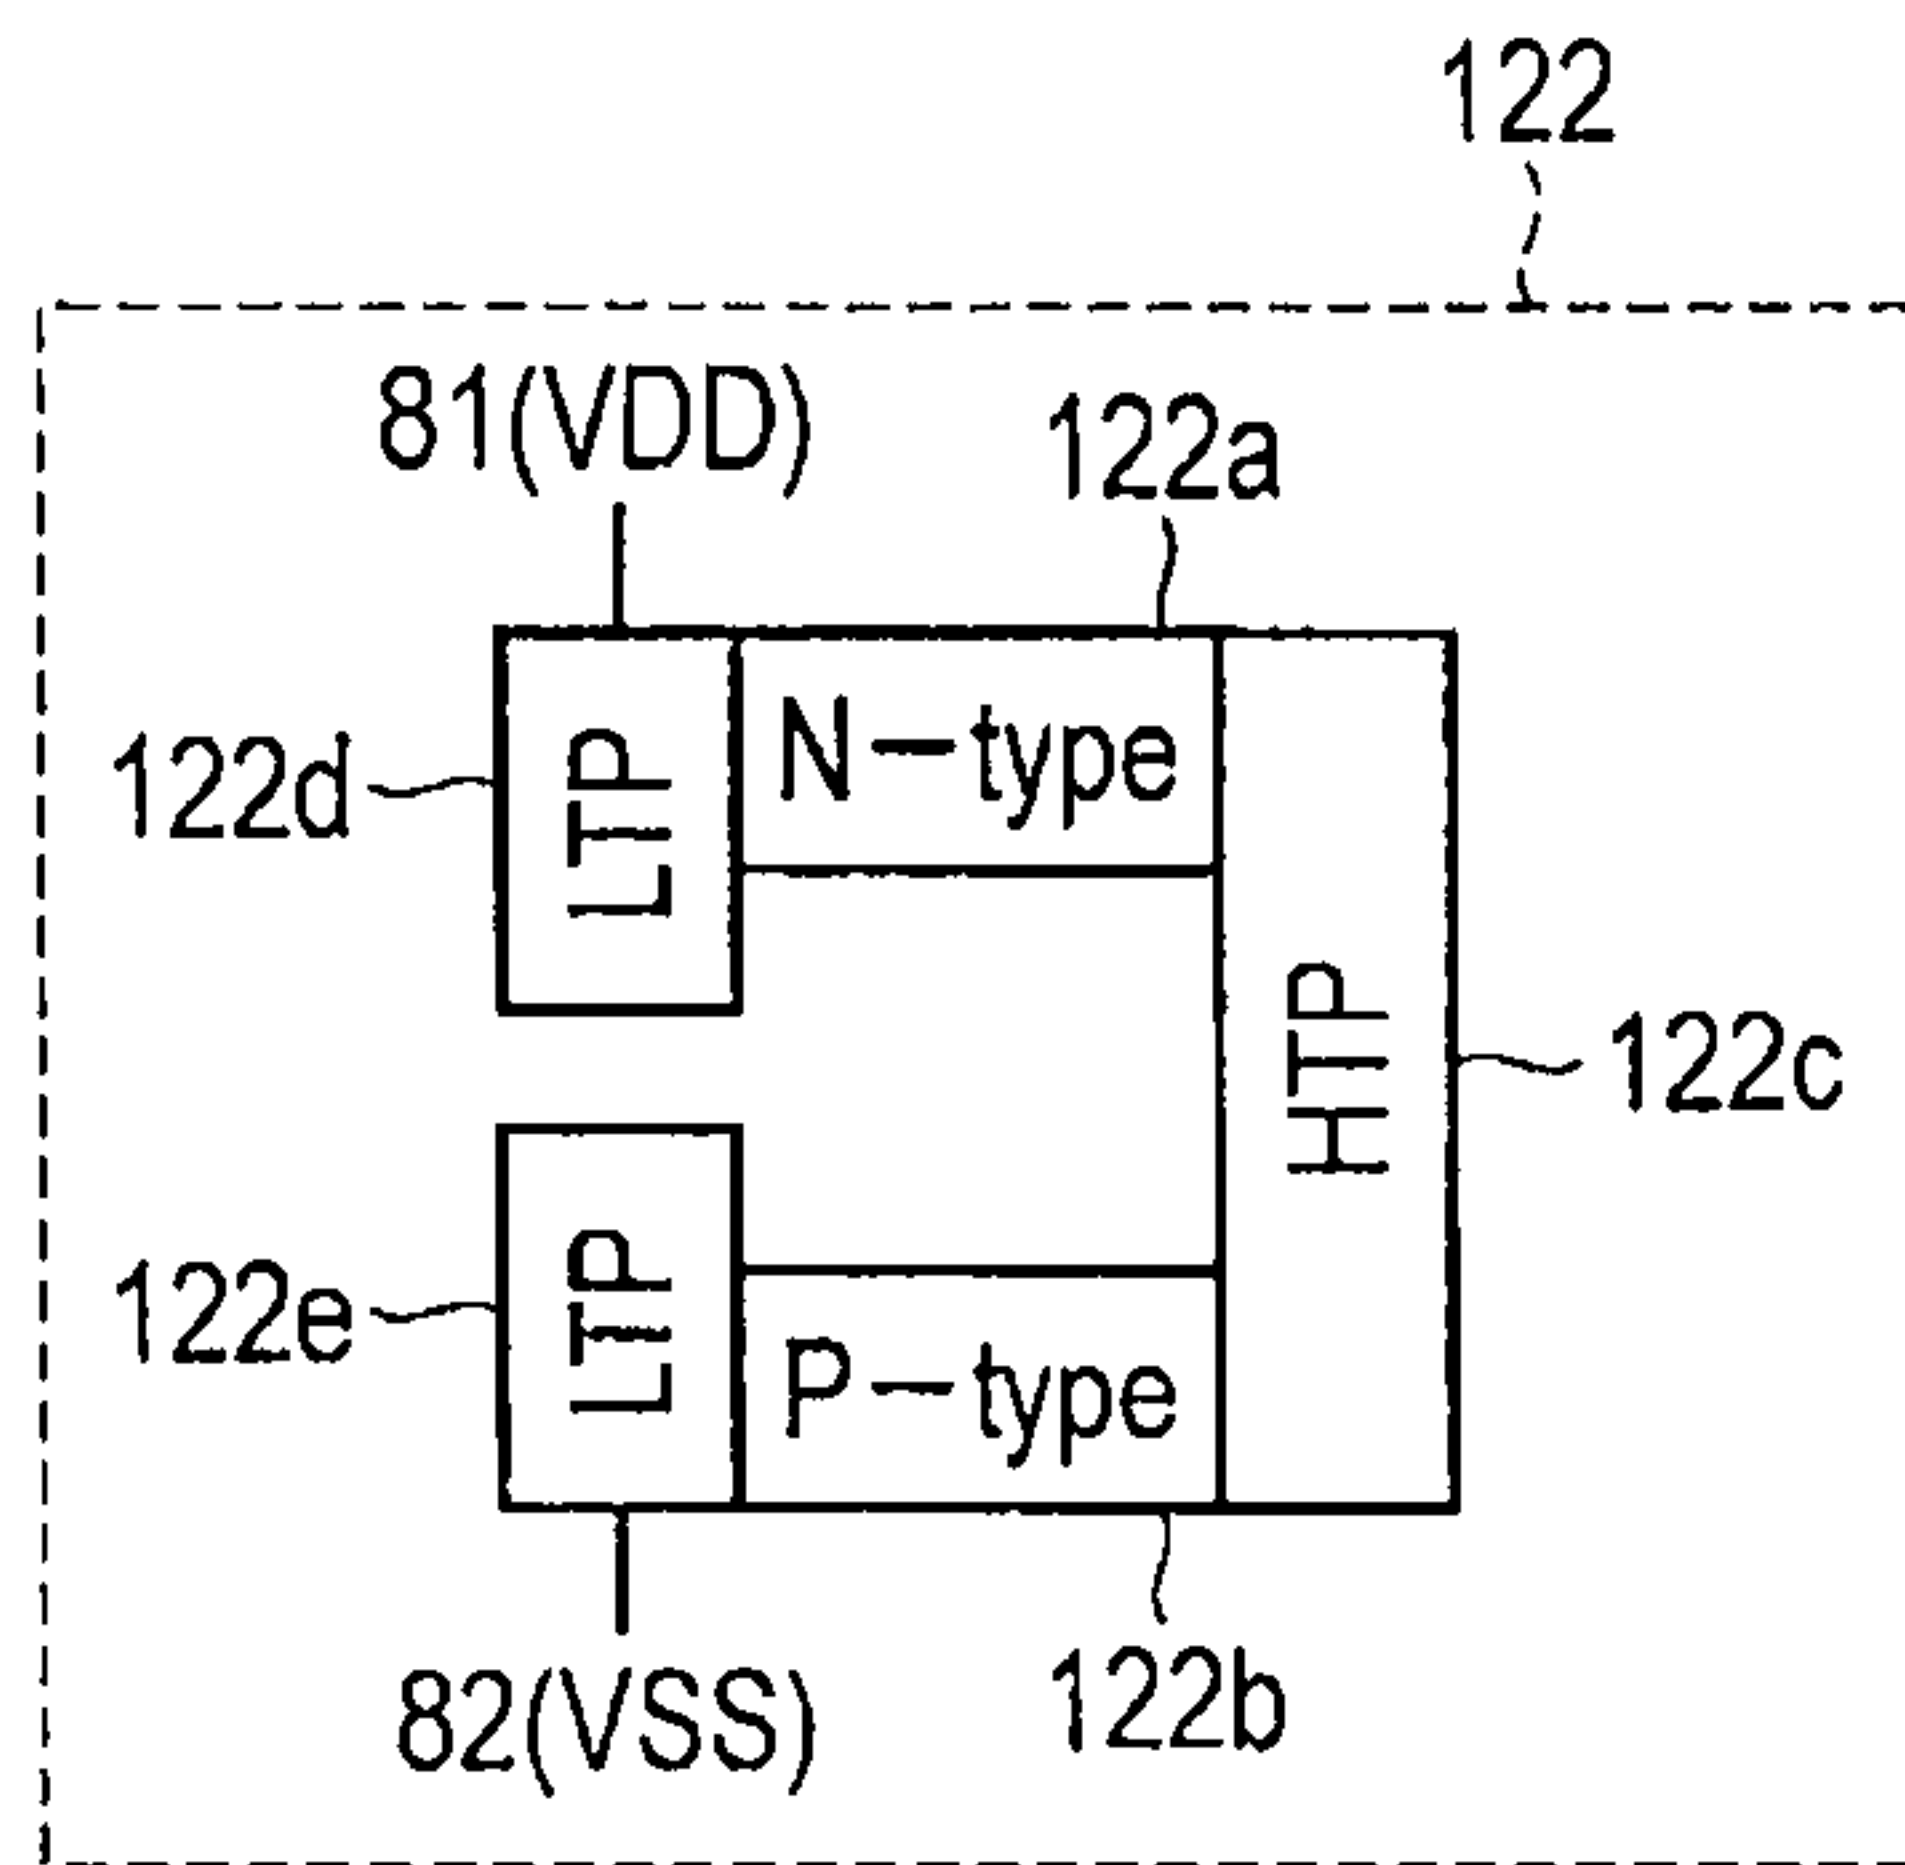 122
81(VDD)
122a
N-type
122d
LTP
HTP
122c
LTP
122e
P-type
82(VSS)
122b